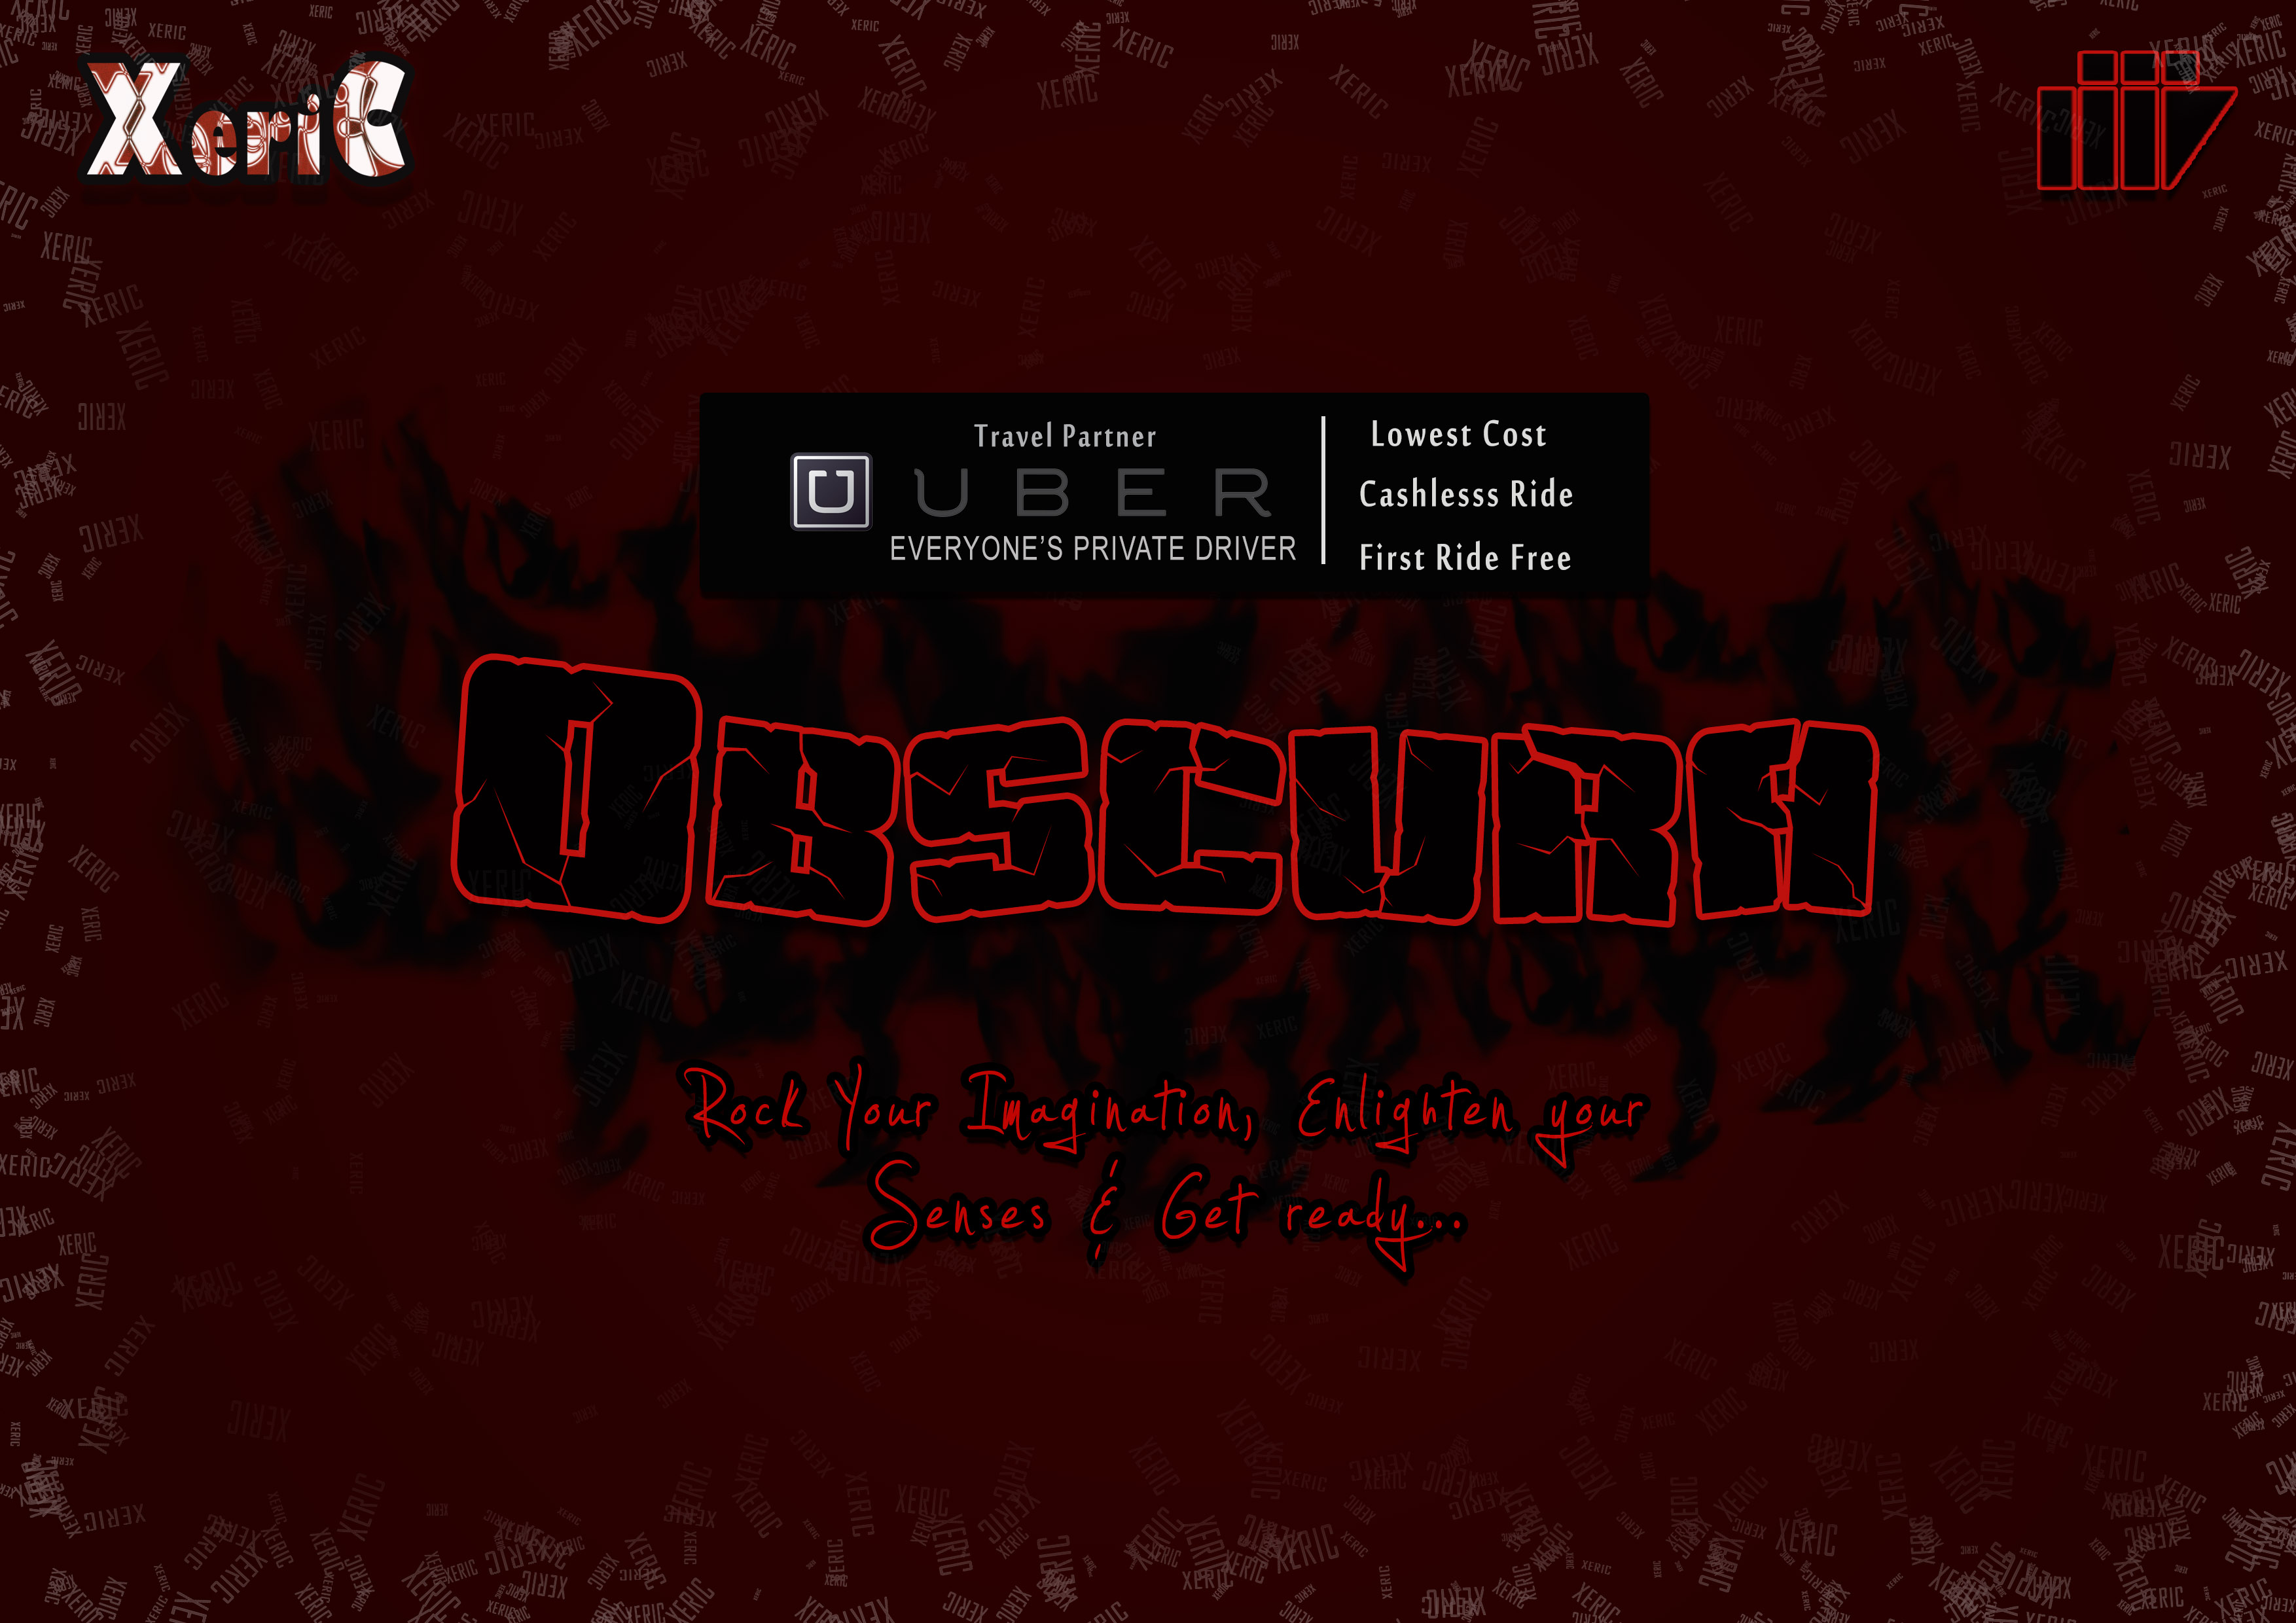 XeriC
Travel Partner
UBER
EVERYONE'S PRIVATE DRIVER
Lowest Cost
Cashlesss Ride
First Ride Free
OBSCURA
Rock Your Imagination, Enlighten your
Senses & Get ready...